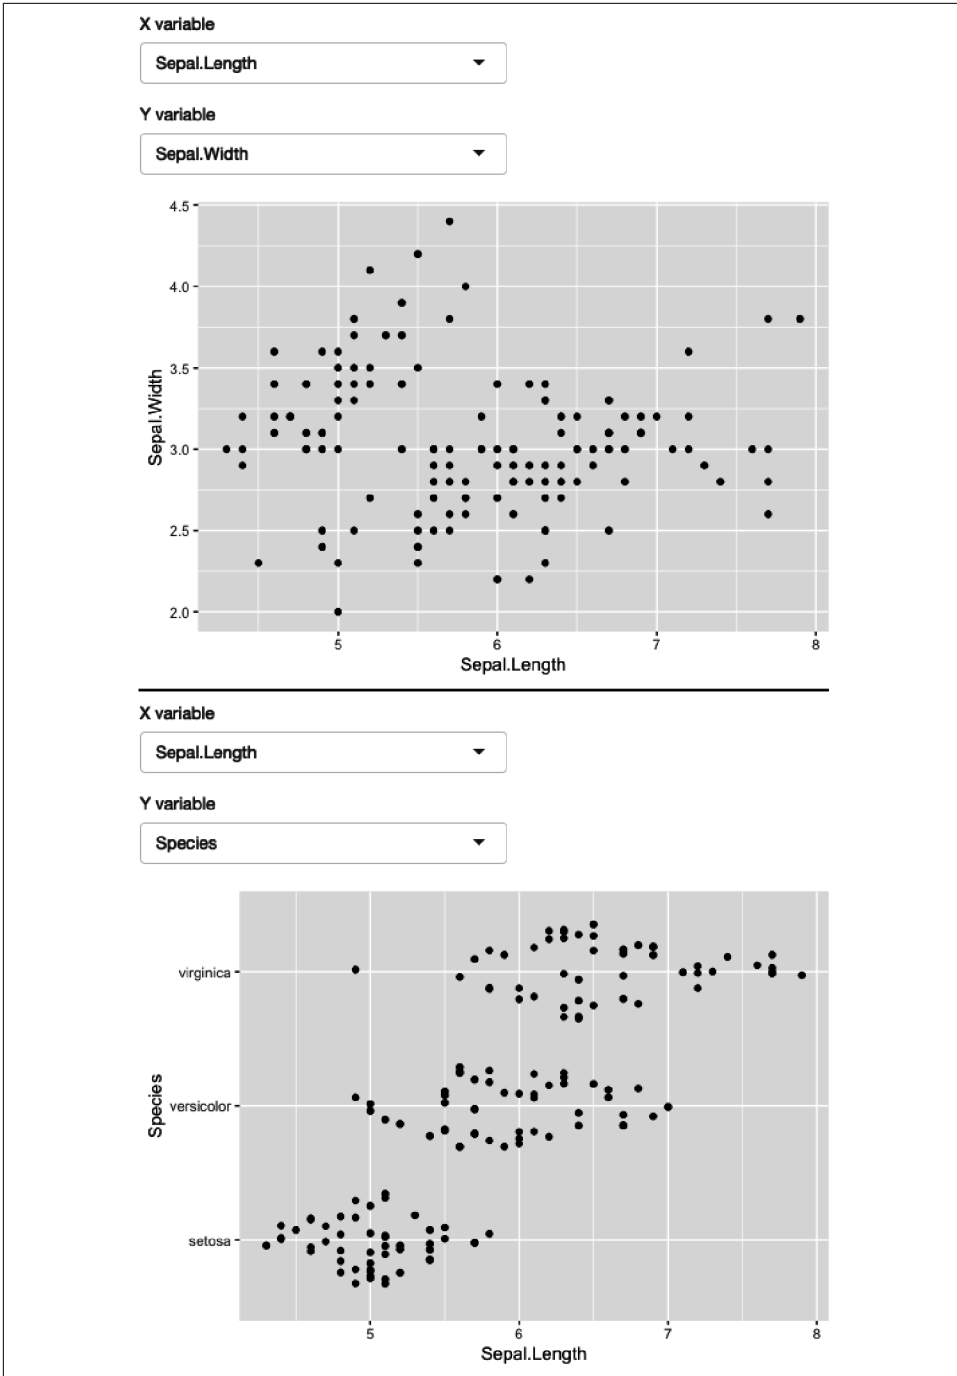 X variable
Sepal.Length
Y variable
Sepal.Width
4.5
4.0
3.5
3.0
2.5
2.0
Sepal.Width
5 6 7 8
Sepal.Length
X variable
Sepal.Length
Y variable
Species
virginica
versicolor
setosa
Species
5 6 7 8
Sepal.Length